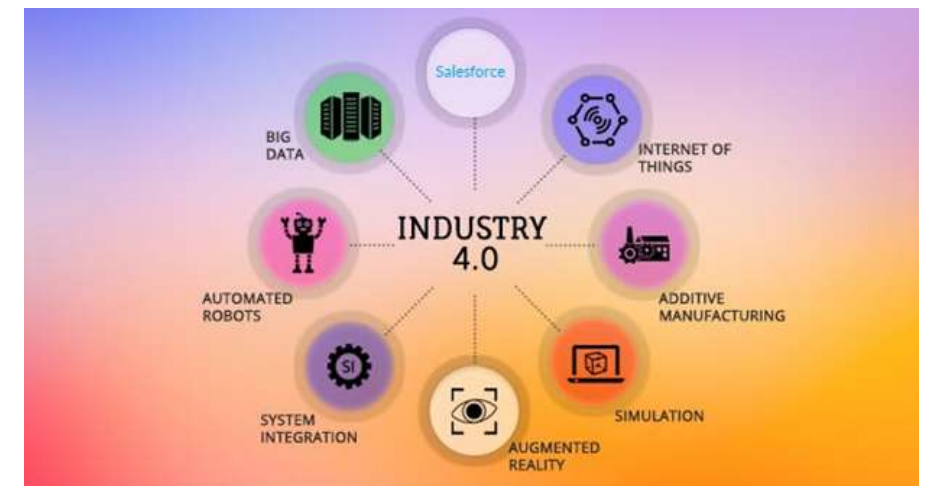 Salesforce
BIG
DATA
INTERNET OF
THINGS
INDUSTRY
4.0
AUTOMATED
ROBOTS
ADDITIVE
MANUFACTURING
SI
SYSTEM
INTEGRATION
SIMULATION
AUGMENTED
REALITY